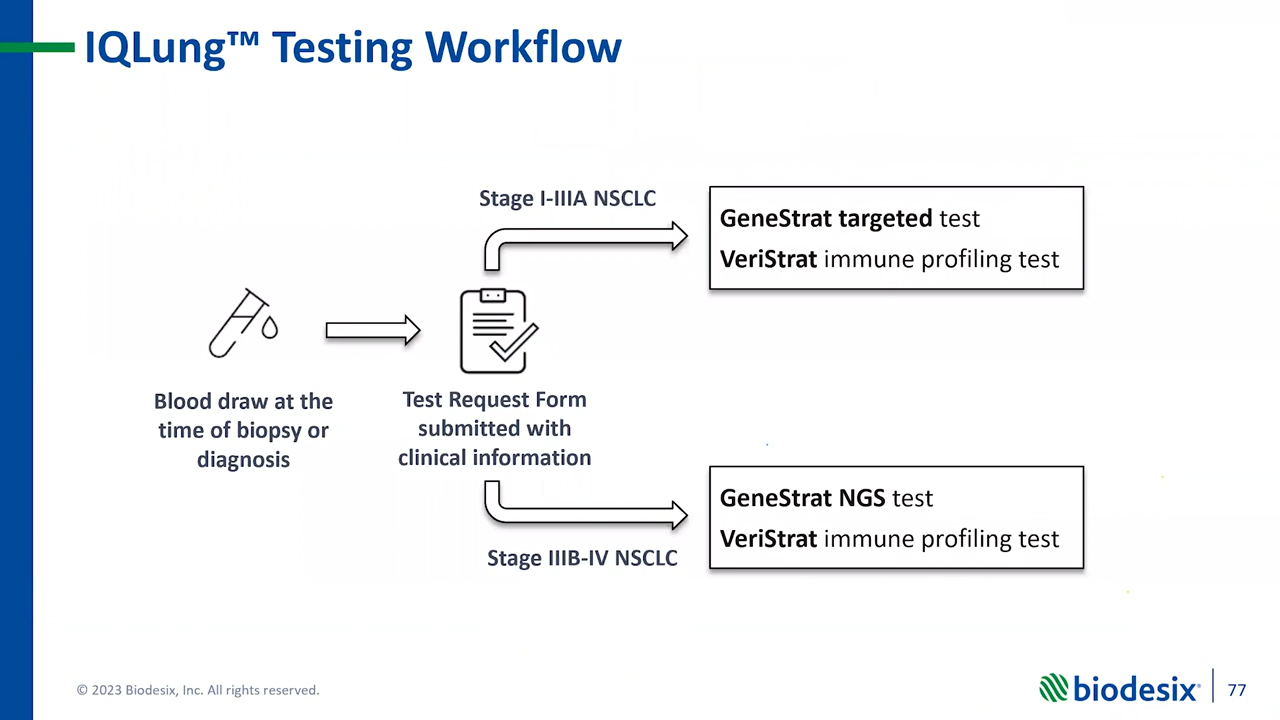 IQLung™ Testing Workflow
Stage I-IIIA NSCLC
GeneStrat targeted test
VeriStrat immune profiling test
Blood draw at the
time of biopsy or
diagnosis
Test Request Form
submitted with
clinical information
GeneStrat NGS test
VeriStrat immune profiling test
Stage IIIB-IV NSCLC
© 2023 Biodesix, Inc. All rights reserved.
biodesix®
77